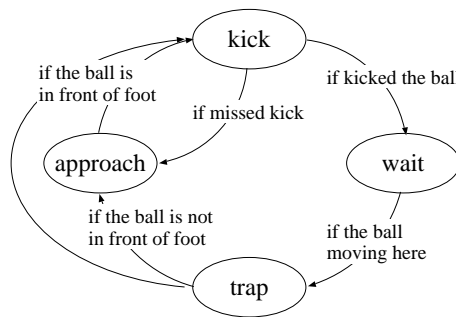 kick
if the ball is
in front of foot
if kicked the ball
if missed kick
approach
wait
if the ball is not
in front of foot
if the ball
moving here
trap